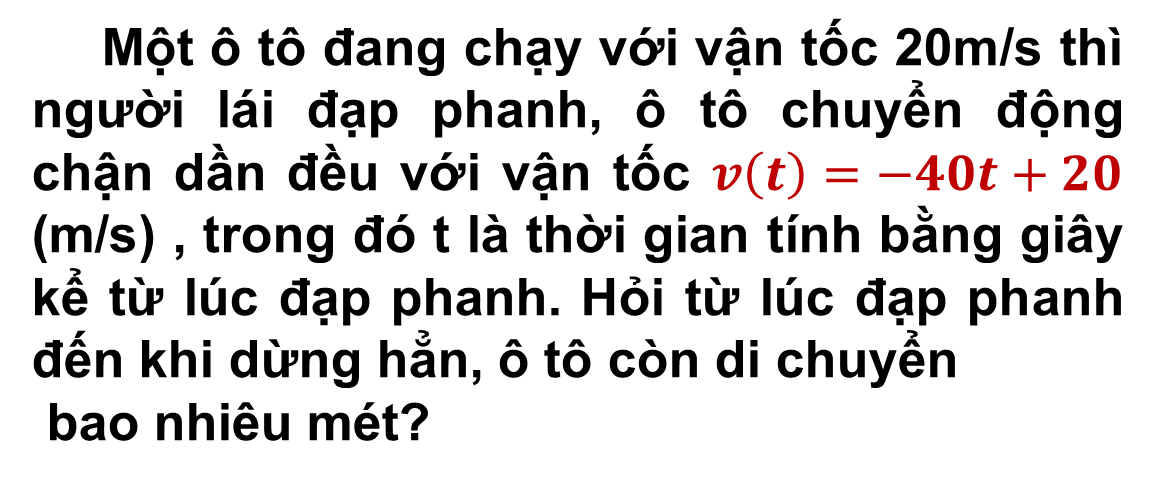 Một ô tô đang chạy với vận tốc 20m/s thì
người lái đạp phanh, ô tô chuyển động
chận dần đều với vận tốc v(t) = −40t + 20
(m/s) , trong đó t là thời gian tính bằng giây
kể từ lúc đạp phanh. Hỏi từ lúc đạp phanh
đến khi dừng hẳn, ô tô còn di chuyển
bao nhiêu mét?